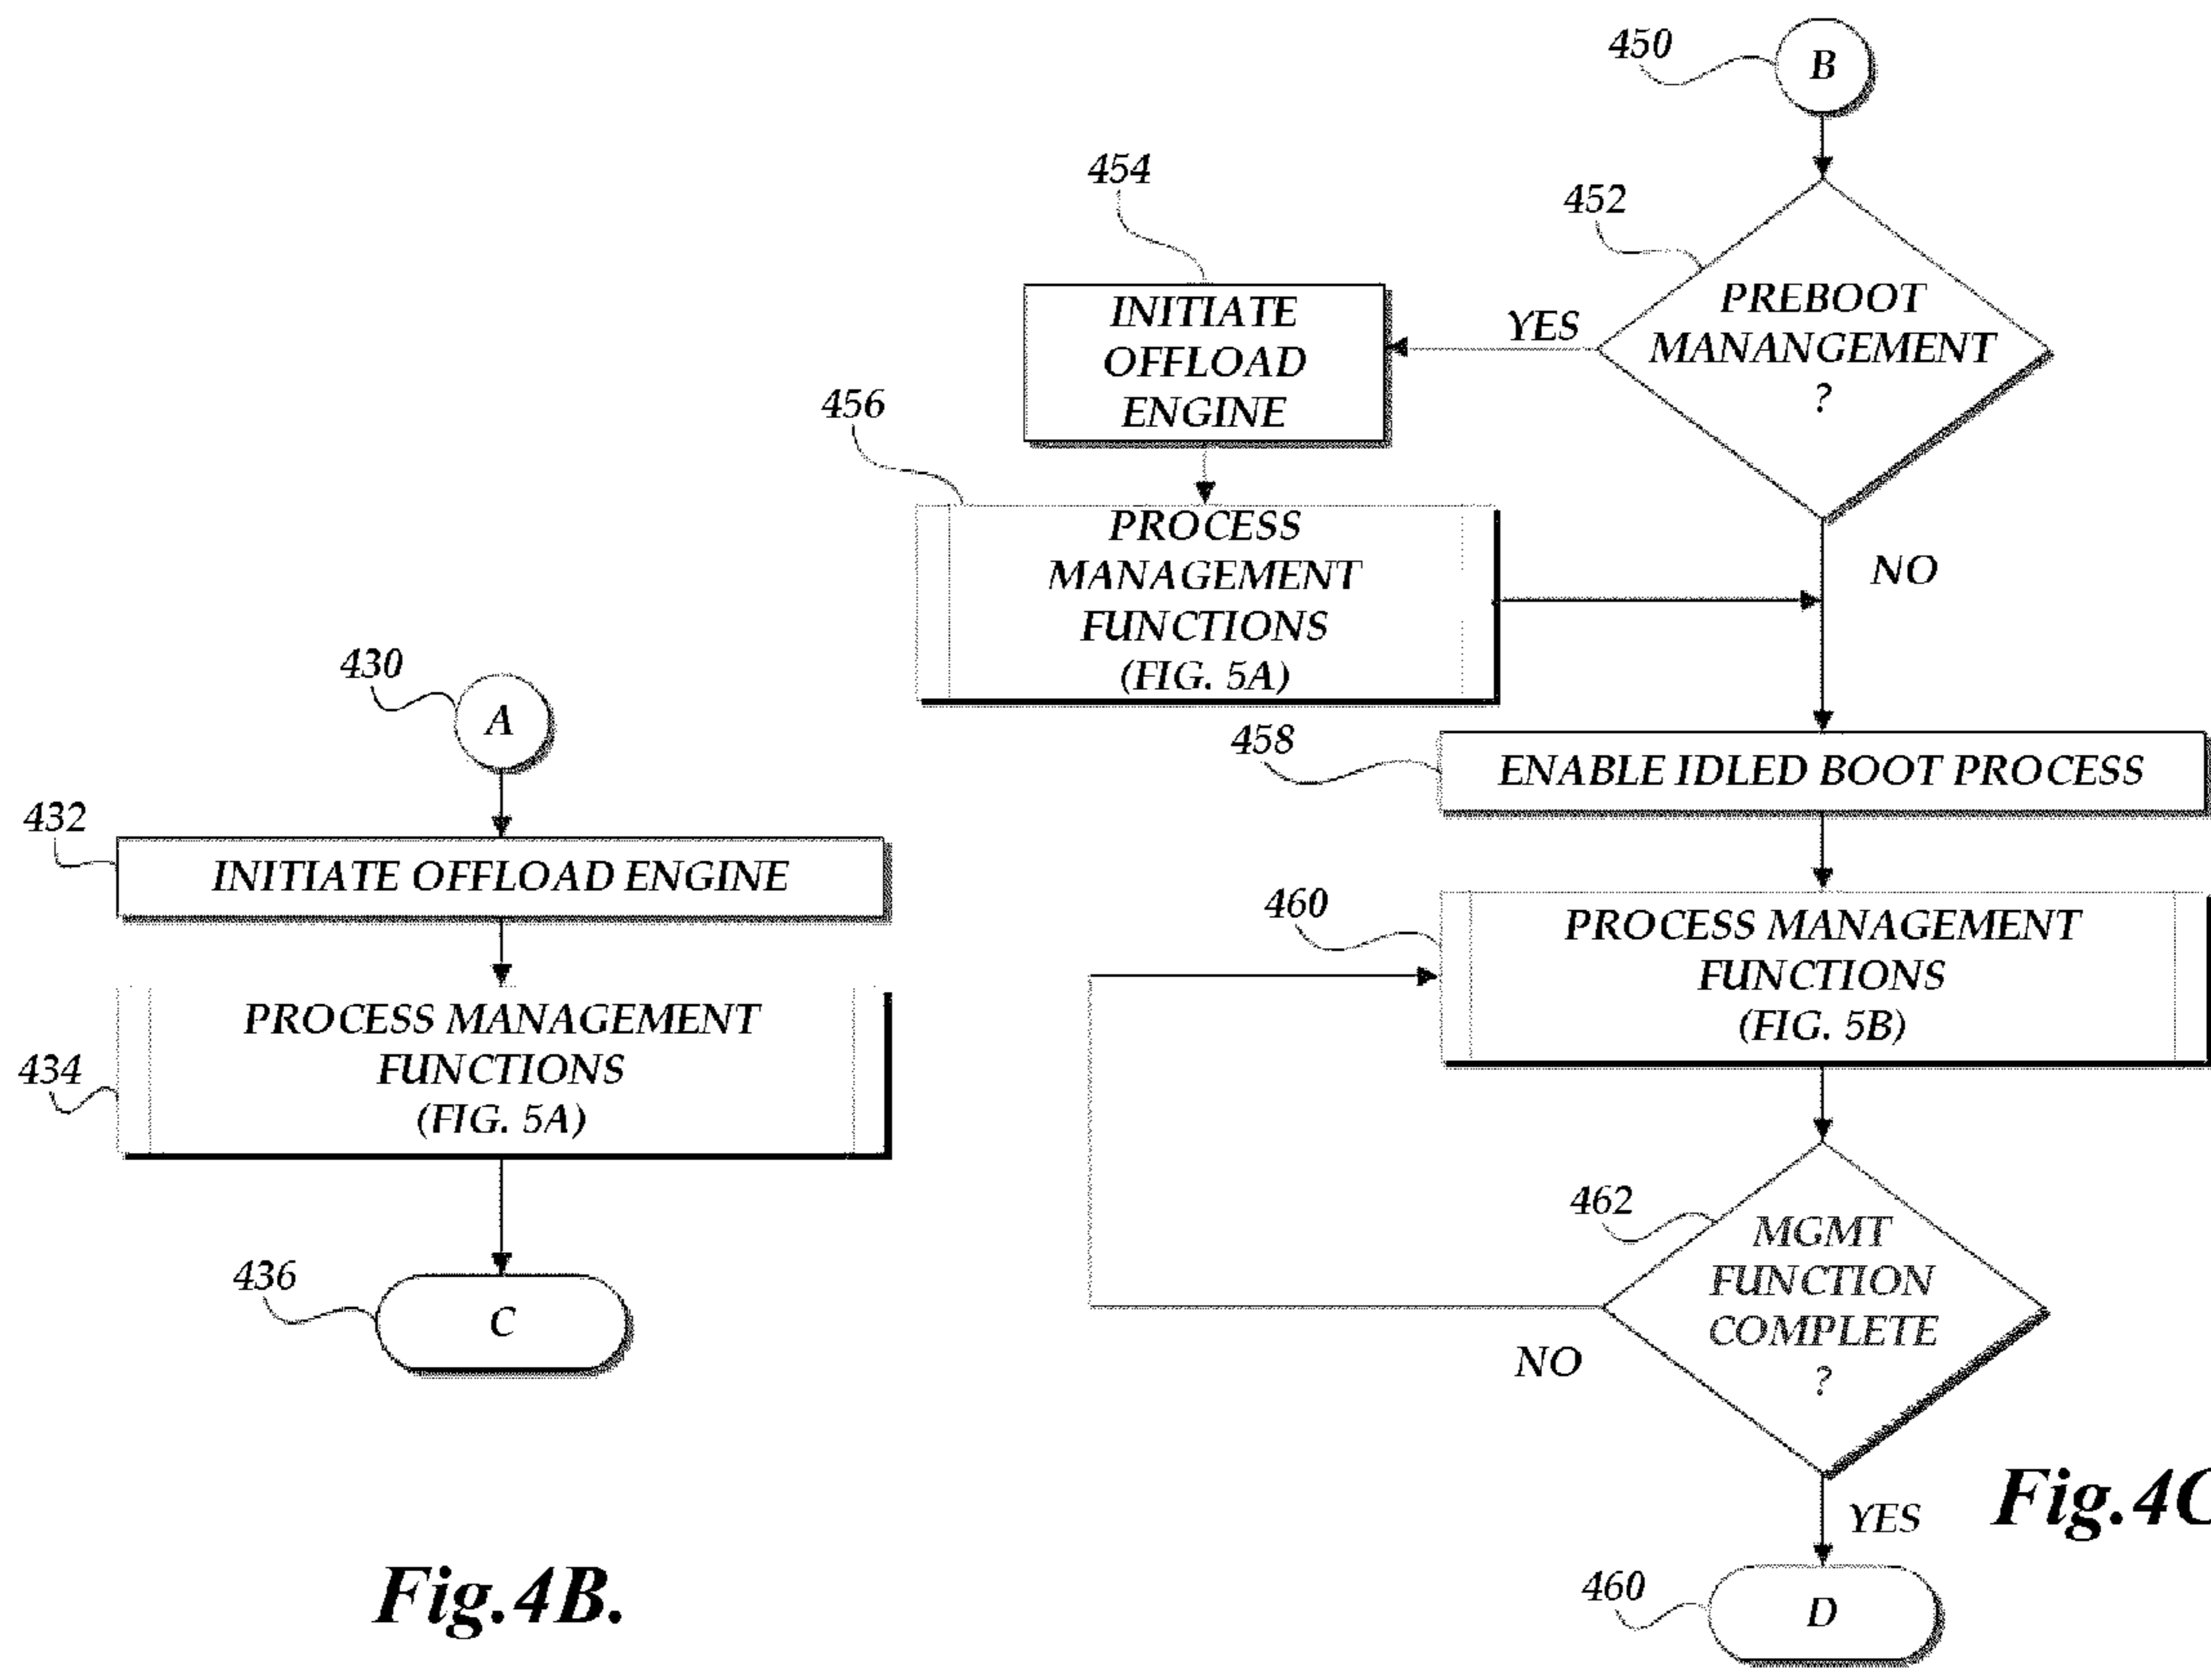 430
A
432
INITIATE OFFLOAD ENGINE
434
PROCESS MANAGEMENT
FUNCTIONS
(FIG. 5A)
436
C
Fig.4B.
450
B
452
PREBOOT
MANANGEMENT
?
YES
NO
454
INITIATE
OFFLOAD
ENGINE
456
PROCESS
MANAGEMENT
FUNCTIONS
(FIG. 5A)
458
ENABLE IDLED BOOT PROCESS
460
PROCESS MANAGEMENT
FUNCTIONS
(FIG. 5B)
462
MGMT
FUNCTION
COMPLETE
?
NO
YES
460
D
Fig.4C